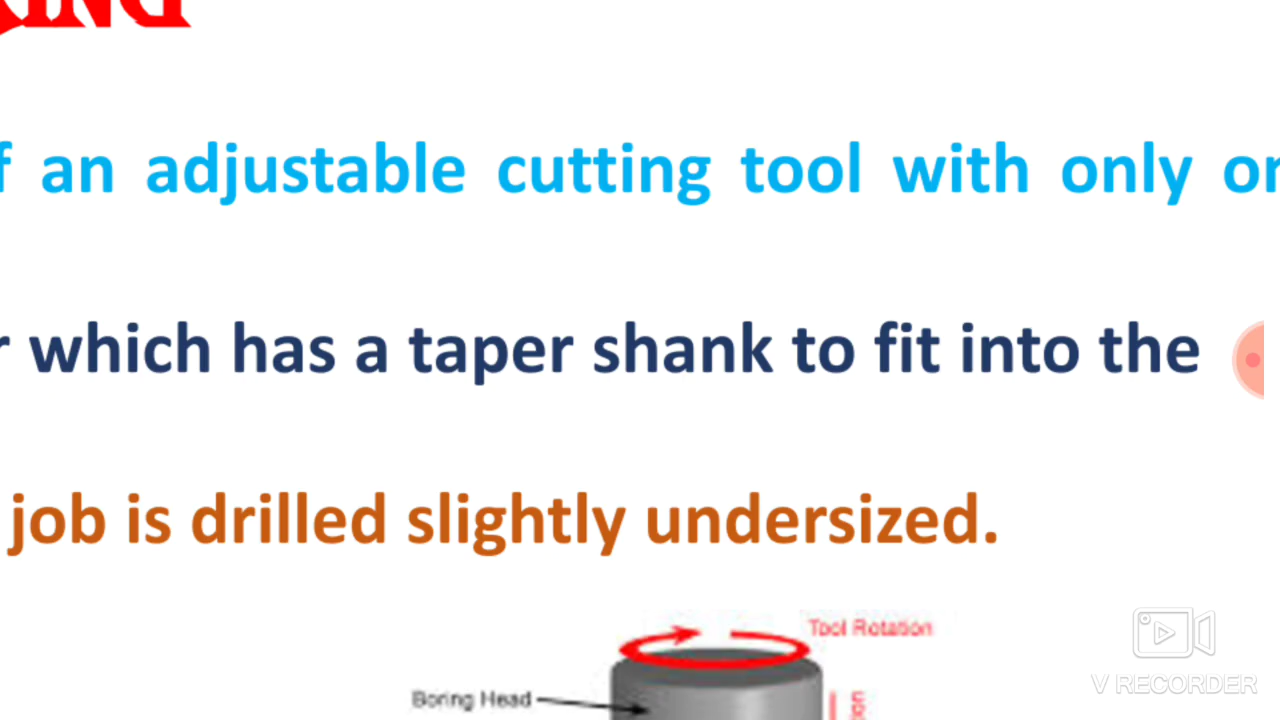 f an adjustable cutting tool with only
which has a taper shank to fit into the
job is drilled slightly undersized.
Tool Rotation
Boring Head
V RECORDER